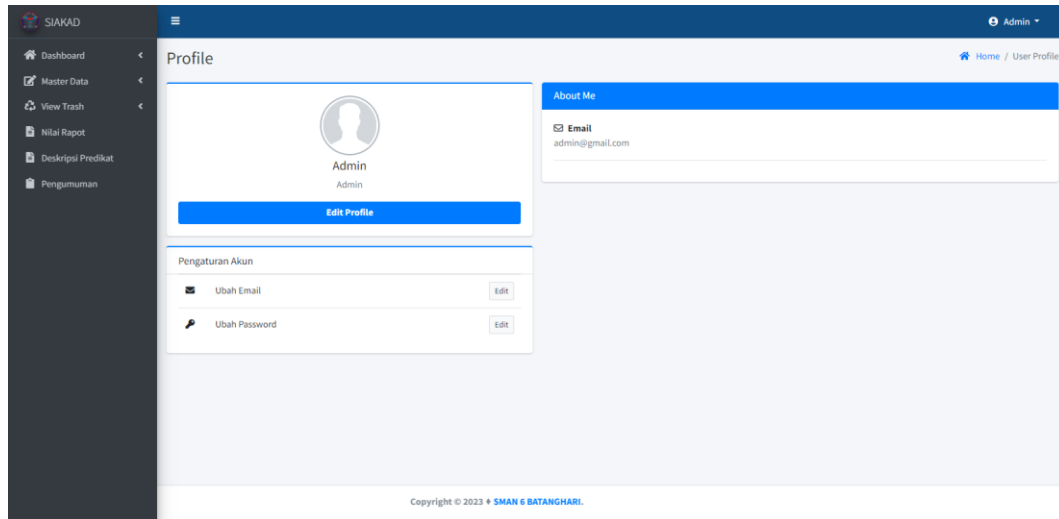 SIAKAD
Admin
Dashboard
Master Data
View Trash
Nilai Rapot
Deskripsi Predikat
Pengumuman
Profile
Home / User Profile
Admin
Admin
Edit Profile
About Me
Email
admin@gmail.com
Pengaturan Akun
Ubah Email Edit
Ubah Password Edit
Copyright © 2023 ♦ SMAN 6 BATANGHARI.